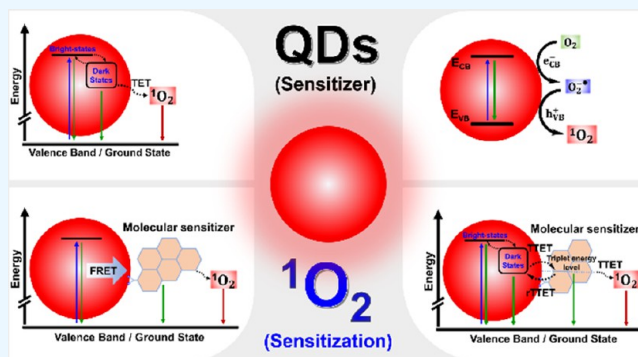 Energy
Bright-states
Dark
States
TET
¹O₂
Valence Band / Ground State
QDs
(Sensitizer)
¹O₂
(Sensitization)
E_CB
E_VB
O₂
e⁻_CB
O₂⁻•
h⁺_VB
¹O₂
Energy
Molecular sensitizer
FRET
¹O₂
Valence Band / Ground State
Energy
Molecular sensitizer
Bright-states
Dark
States
TTET
Triplet energy
level
rTTET
TTET
¹O₂
Valence Band / Ground State